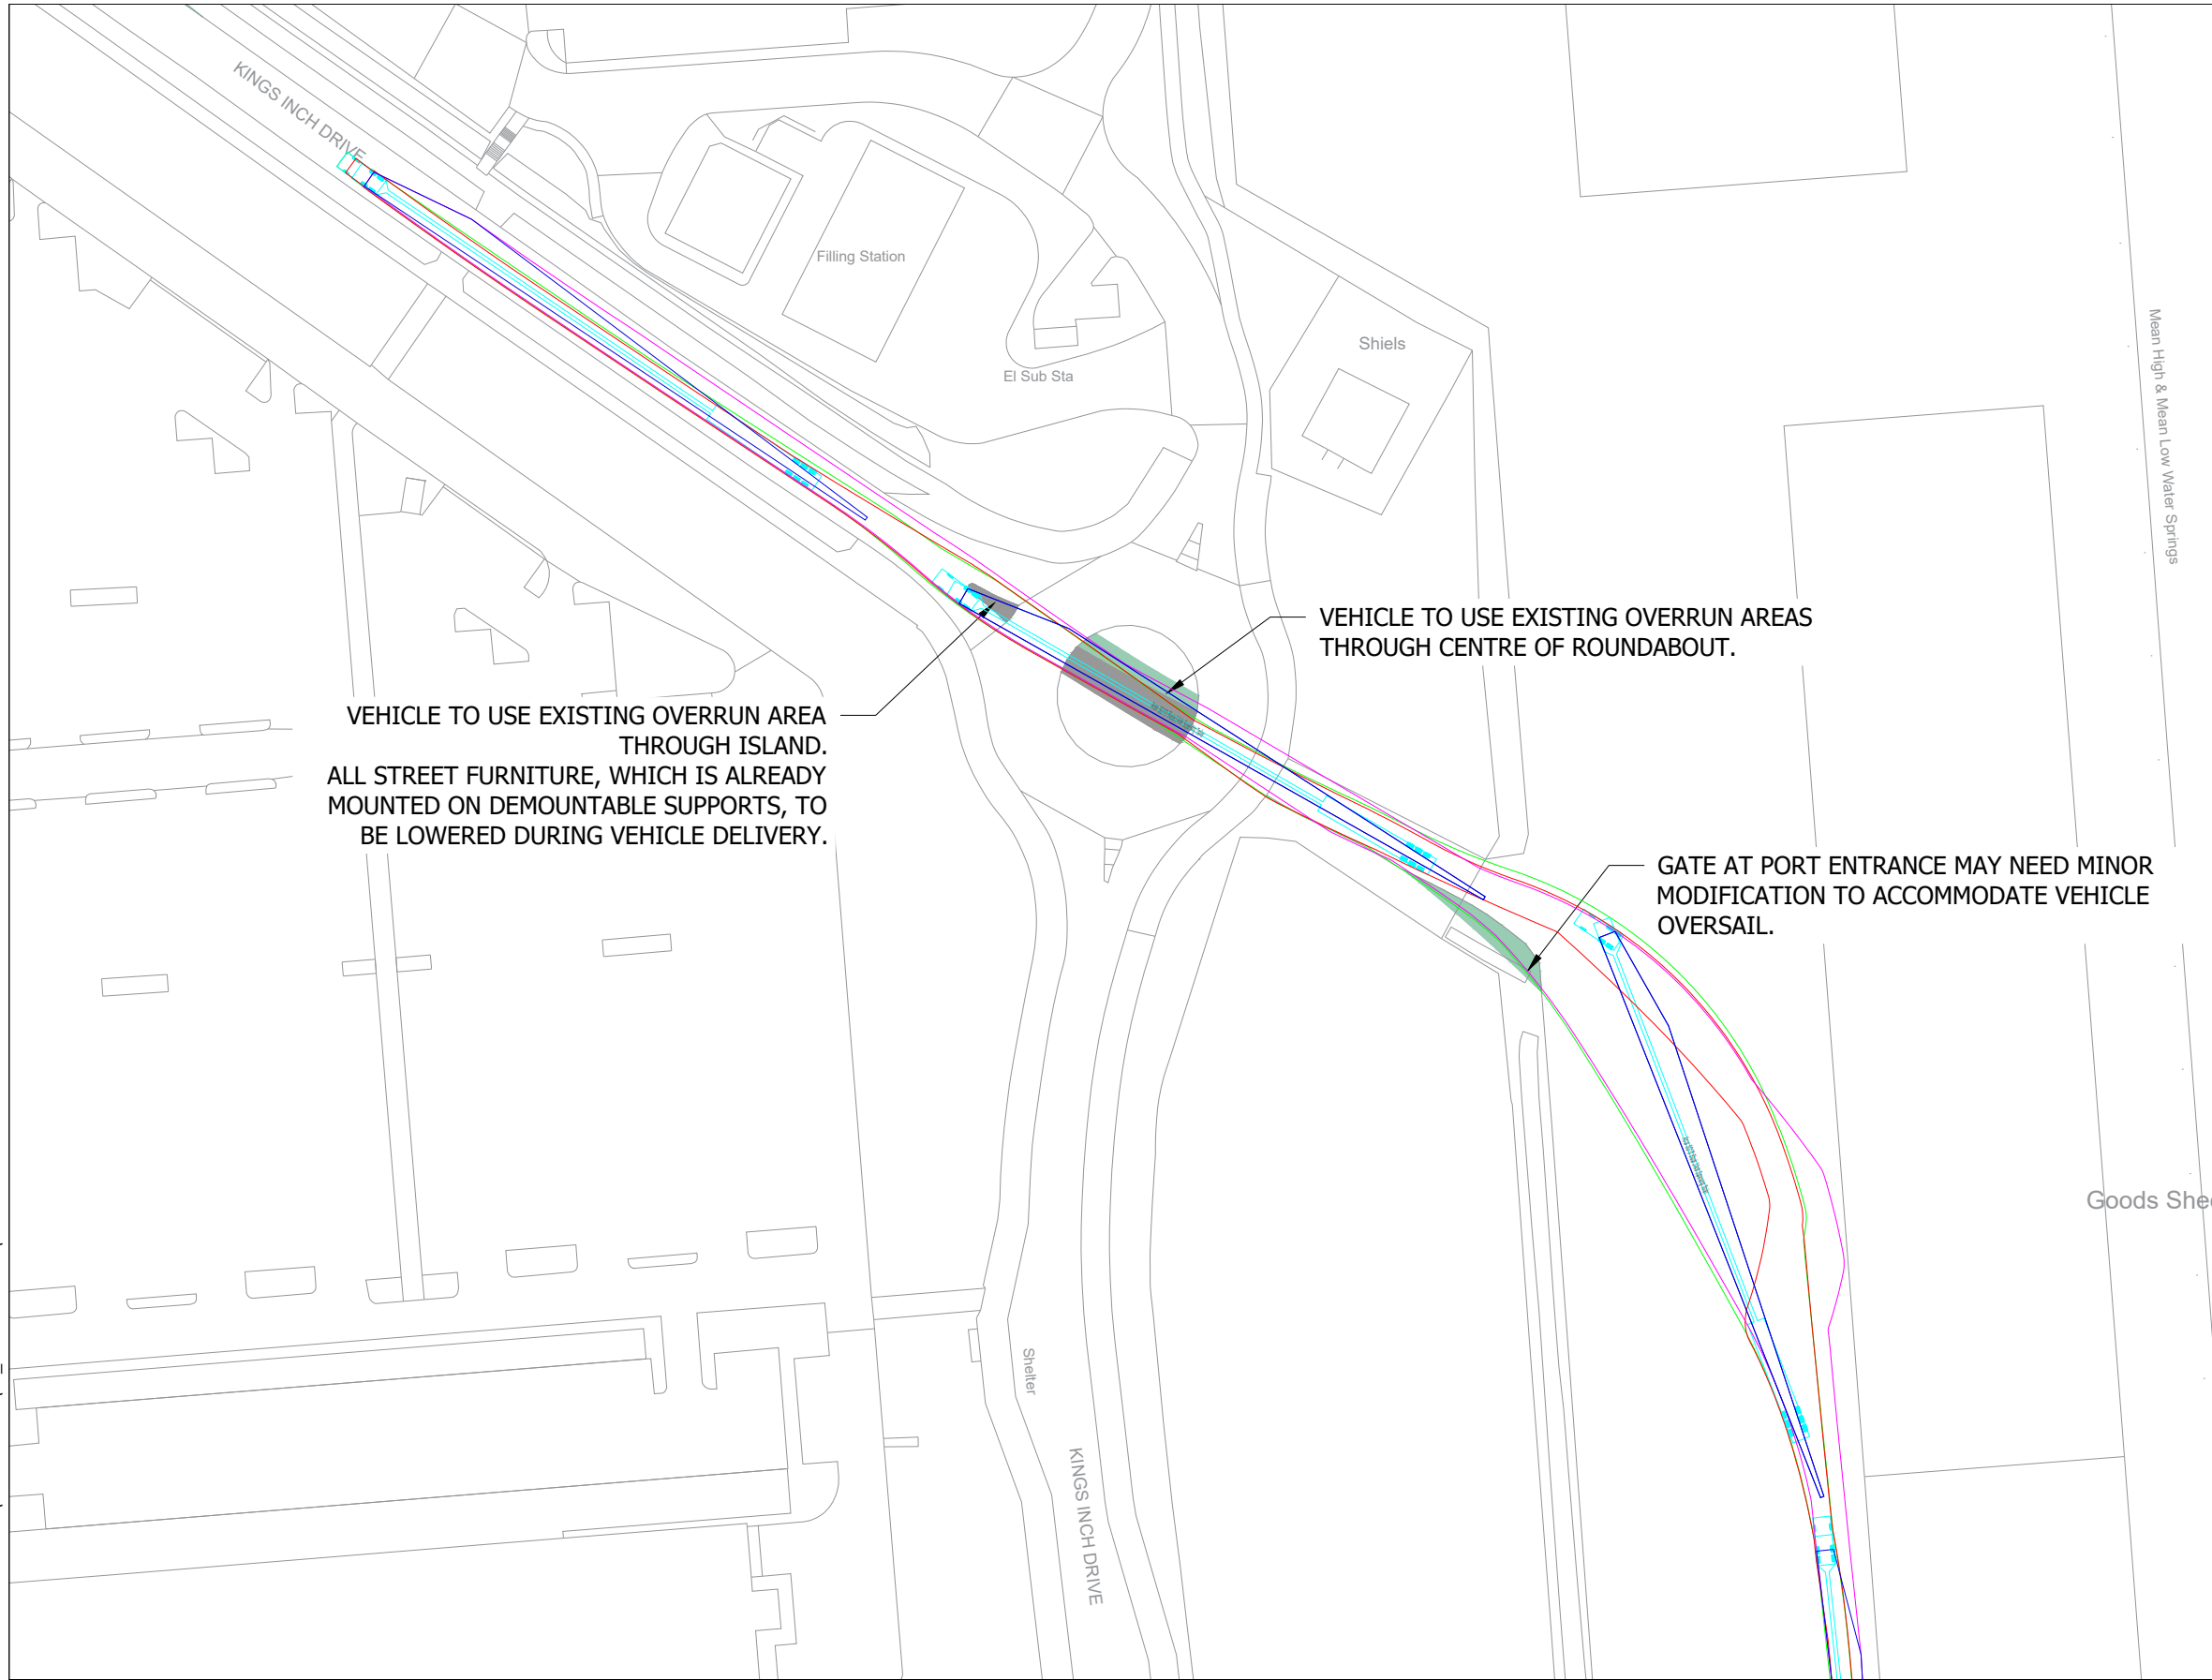 KINGS INCH DRIVE
Filling Station
El Sub Sta
Shiels
Mean High & Mean Low Water Springs
VEHICLE TO USE EXISTING OVERRUN AREAS
THROUGH CENTRE OF ROUNDABOUT.
VEHICLE TO USE EXISTING OVERRUN AREA
THROUGH ISLAND.
ALL STREET FURNITURE, WHICH IS ALREADY
MOUNTED ON DEMOUNTABLE SUPPORTS, TO
BE LOWERED DURING VEHICLE DELIVERY.
GATE AT PORT ENTRANCE MAY NEED MINOR
MODIFICATION TO ACCOMMODATE VEHICLE
OVERSAIL.
Goods She
Shelter
KINGS INCH DRIVE